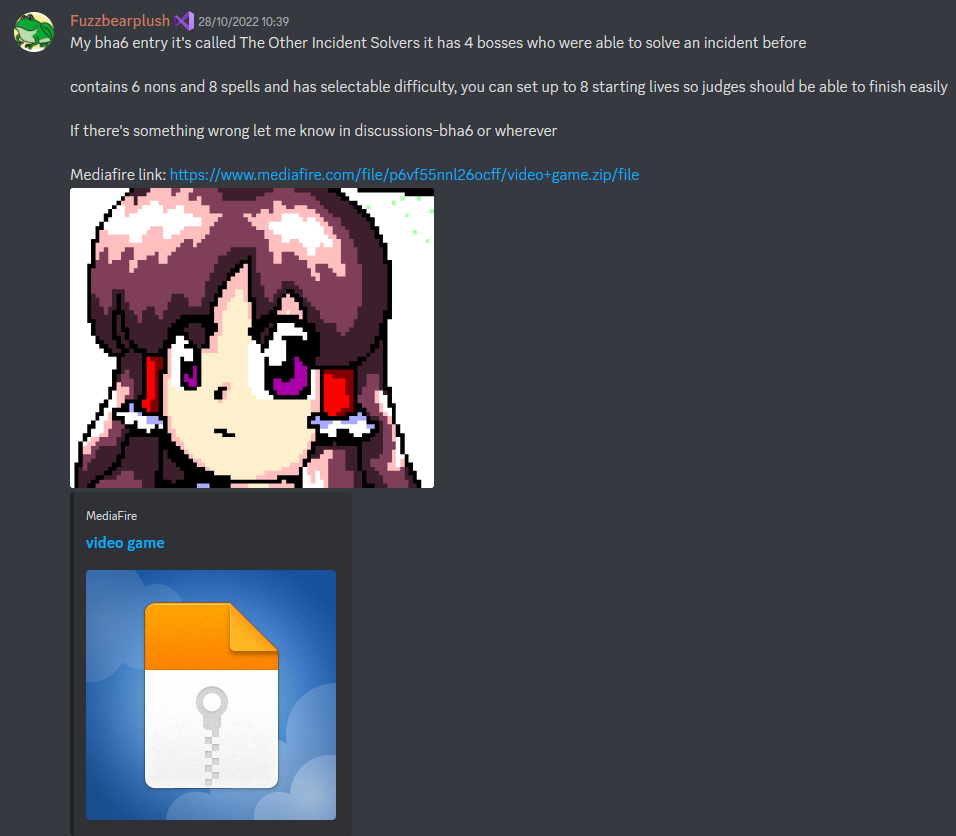 Fuzzbearplush 28/10/2022 10:39
My bha6 entry it's called The Other Incident Solvers it has 4 bosses who were able to solve an incident before
contains 6 nons and 8 spells and has selectable difficulty, you can set up to 8 starting lives so judges should be able to finish easily
If there's something wrong let me know in discussions-bha6 or wherever
Mediafire link: https://www.mediafire.com/file/p6vf55nnl26ocff/video+game.zip/file
MediaFire
video game